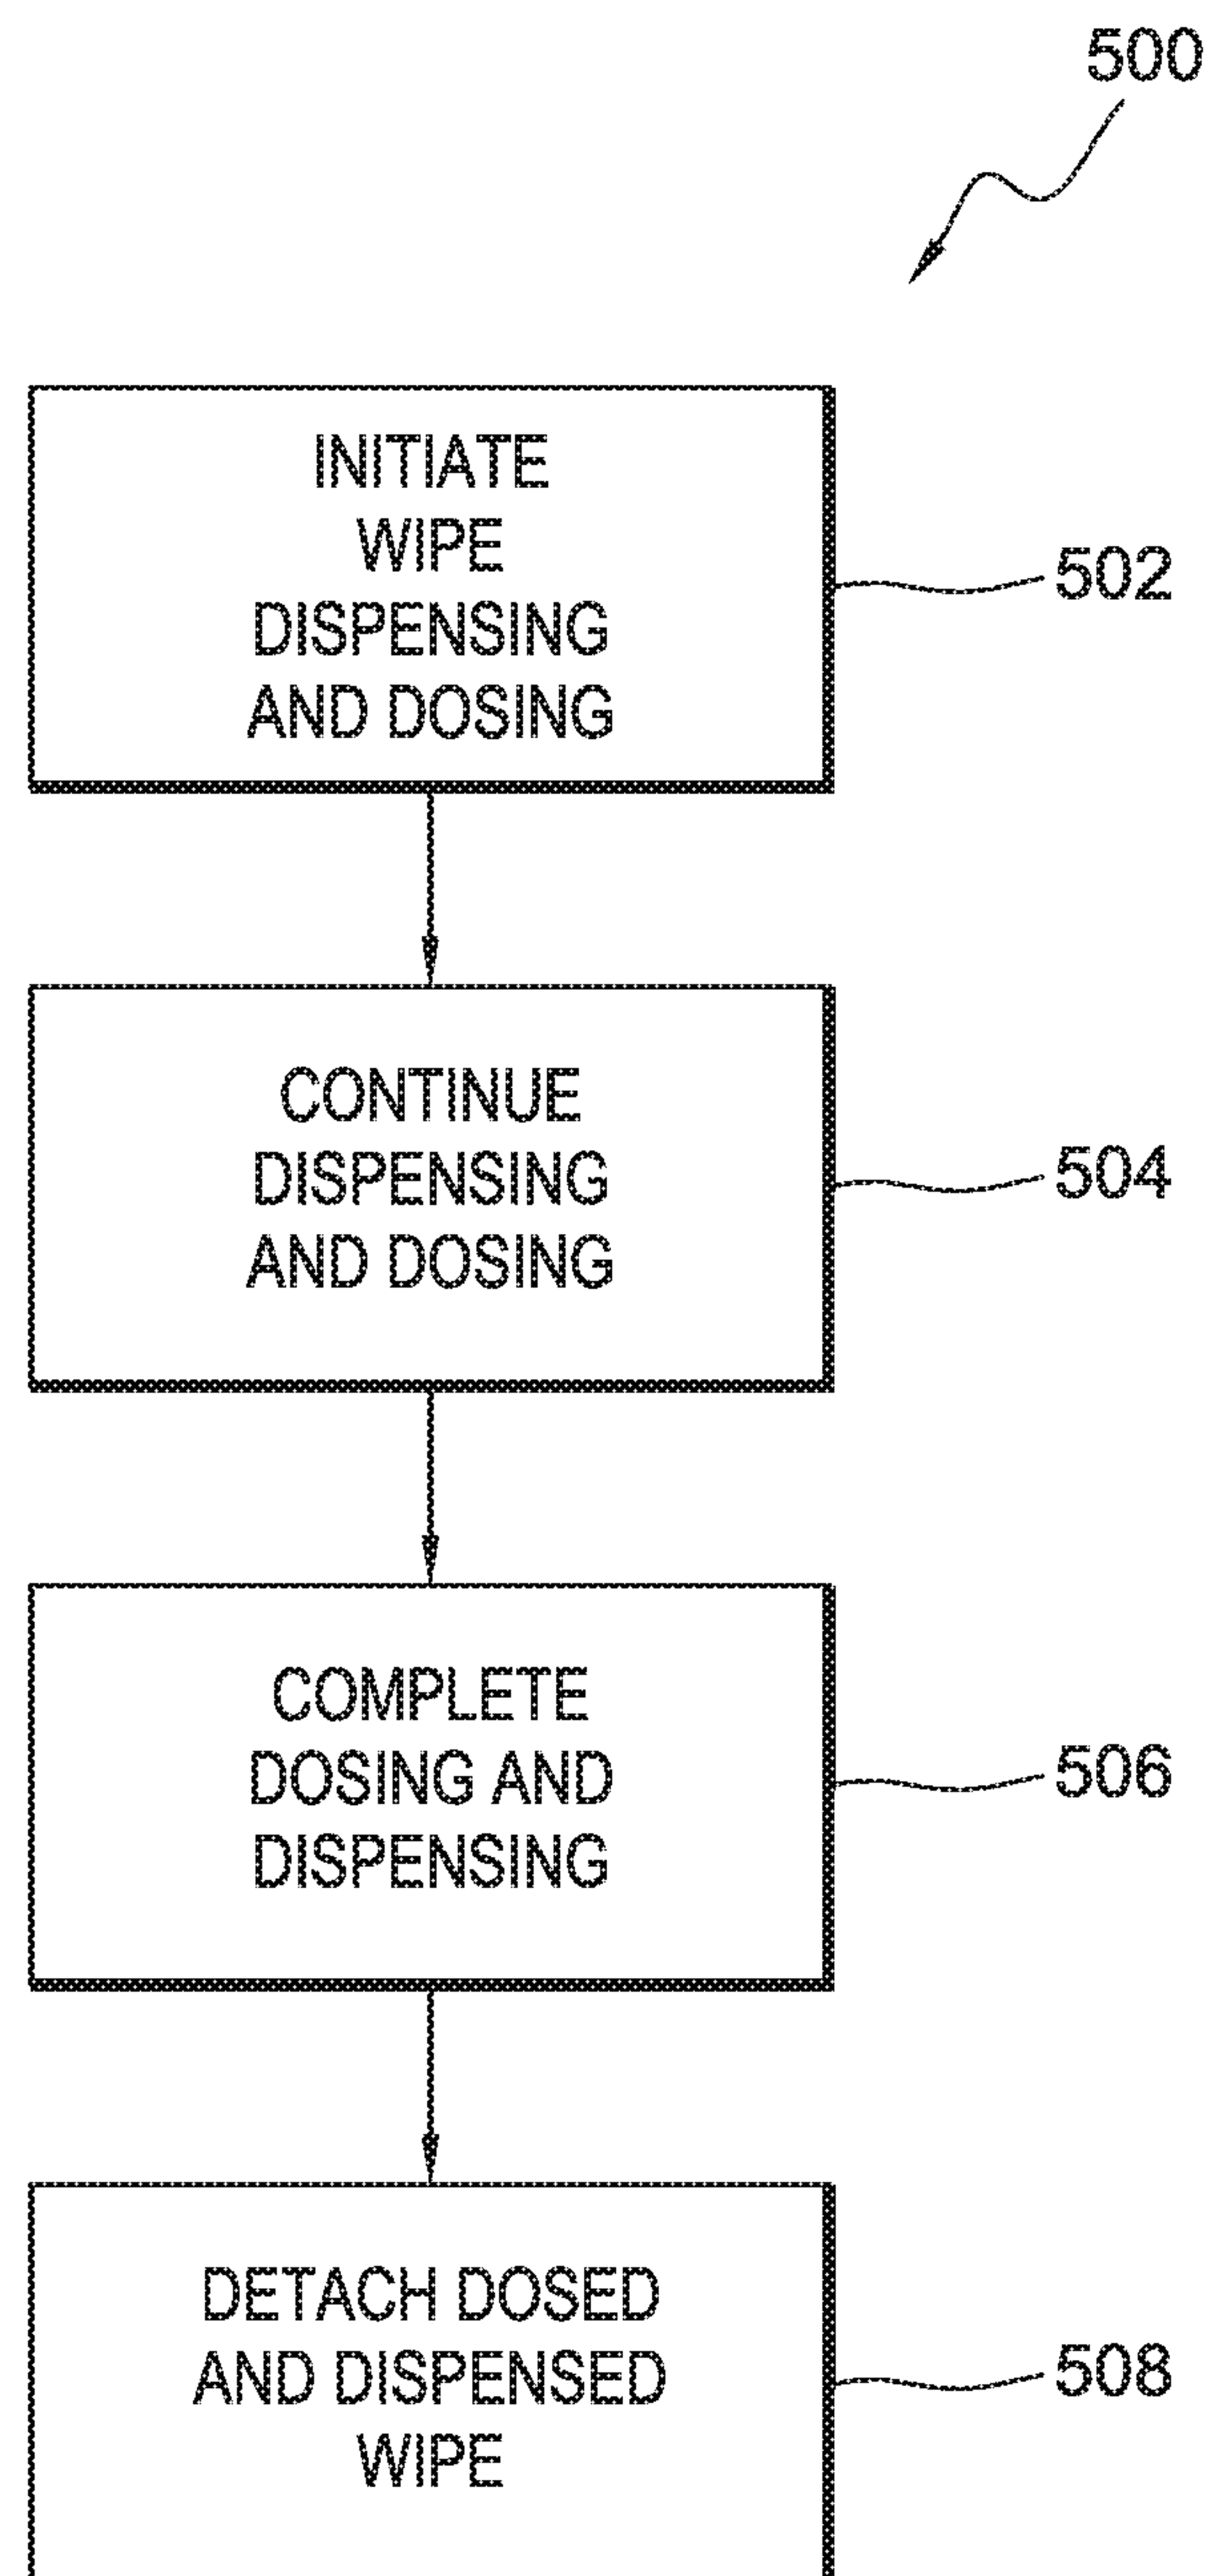 500
INITIATE
WIPE
DISPENSING
AND DOSING
502
CONTINUE
DISPENSING
AND DOSING
504
COMPLETE
DOSING AND
DISPENSING
506
DETACH DOSED
AND DISPENSED
WIPE
508